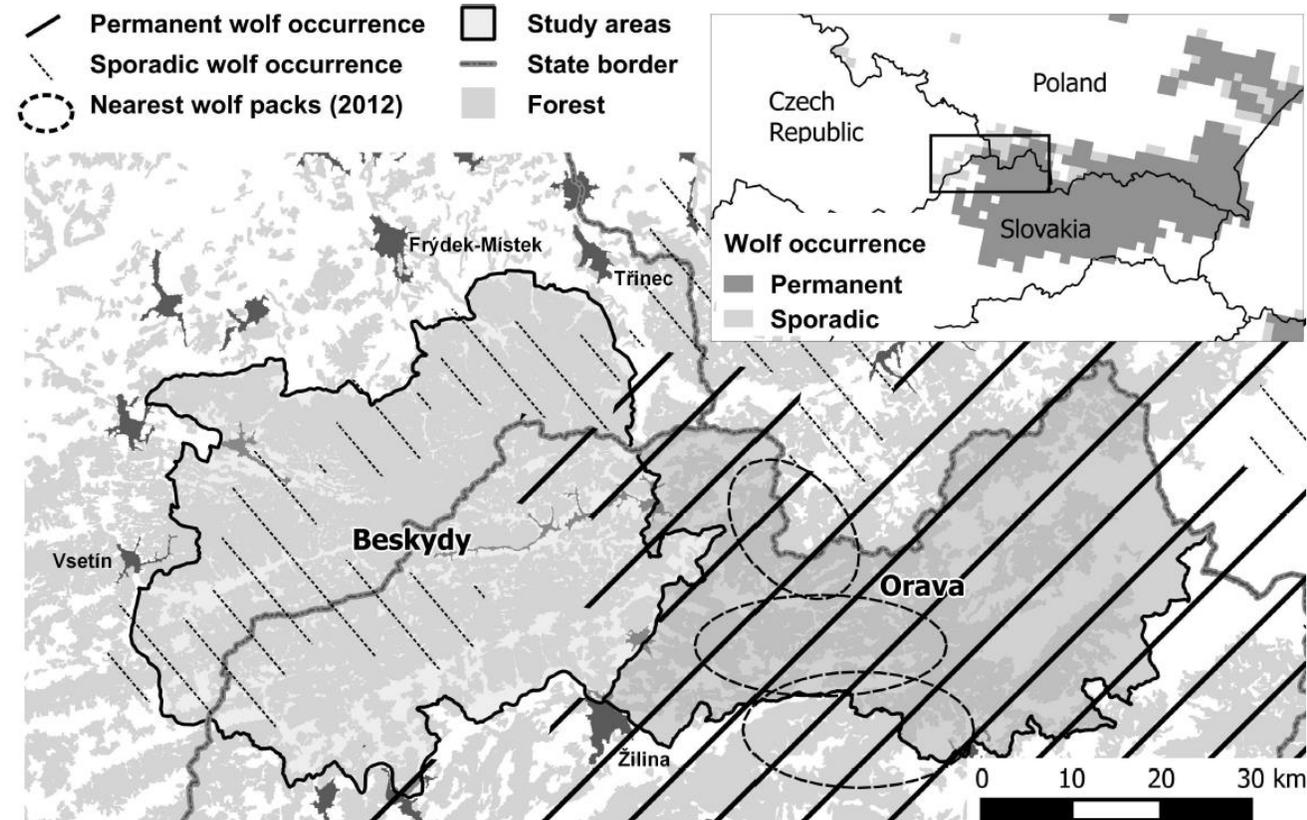 Permanent wolf occurrence
Sporadic wolf occurrence
Nearest wolf packs (2012)
Study areas
State border
Forest
Poland
Czech
Republic
Slovakia
Wolf occurrence
Permanent
Sporadic
Frýdek-Místek
Třinec
Beskydy
Vsetín
Orava
Žilina
0 10 20 30 km